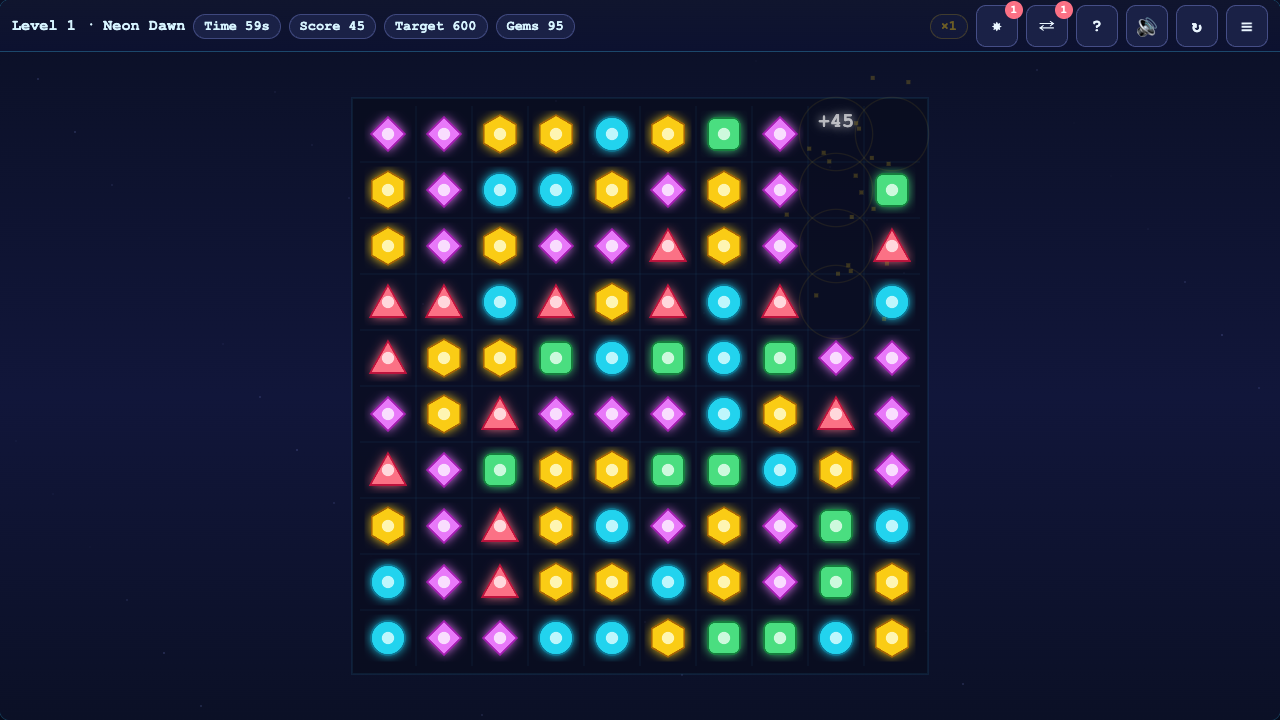 Level 1 · Neon Dawn
Time 59s
Score 45
Target 600
Gems 95
×1
1
1
?
+45